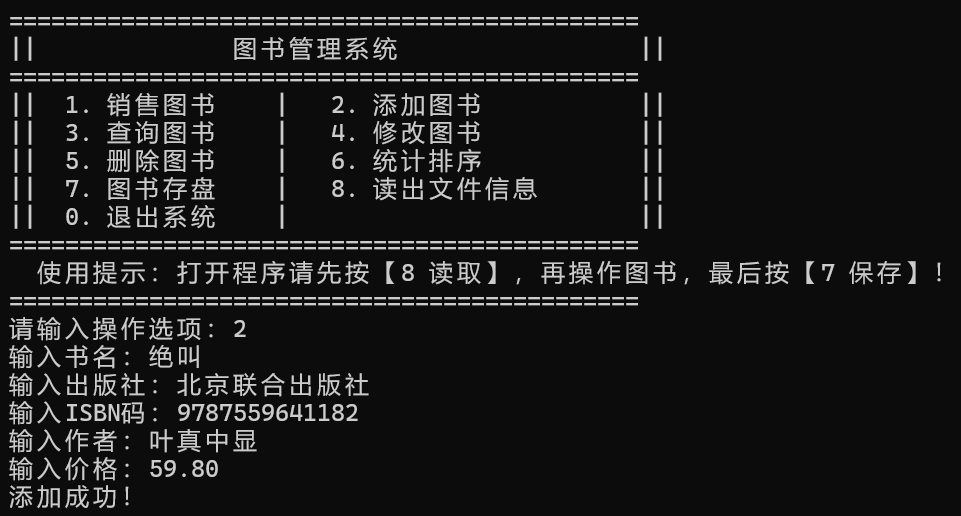 =============================================
||              图书管理系统                 ||
=============================================
||  1. 销售图书    |   2. 添加图书           ||
||  3. 查询图书    |   4. 修改图书           ||
||  5. 删除图书    |   6. 统计排序           ||
||  7. 图书存盘    |   8. 读出文件信息       ||
||  0. 退出系统    |                         ||
=============================================
  使用提示：打开程序请先按【8 读取】，再操作图书，最后按【7 保存】！
=============================================
请输入操作选项：2
输入书名：绝叫
输入出版社：北京联合出版社
输入ISBN码：9787559641182
输入作者：叶真中显
输入价格：59.80
添加成功！